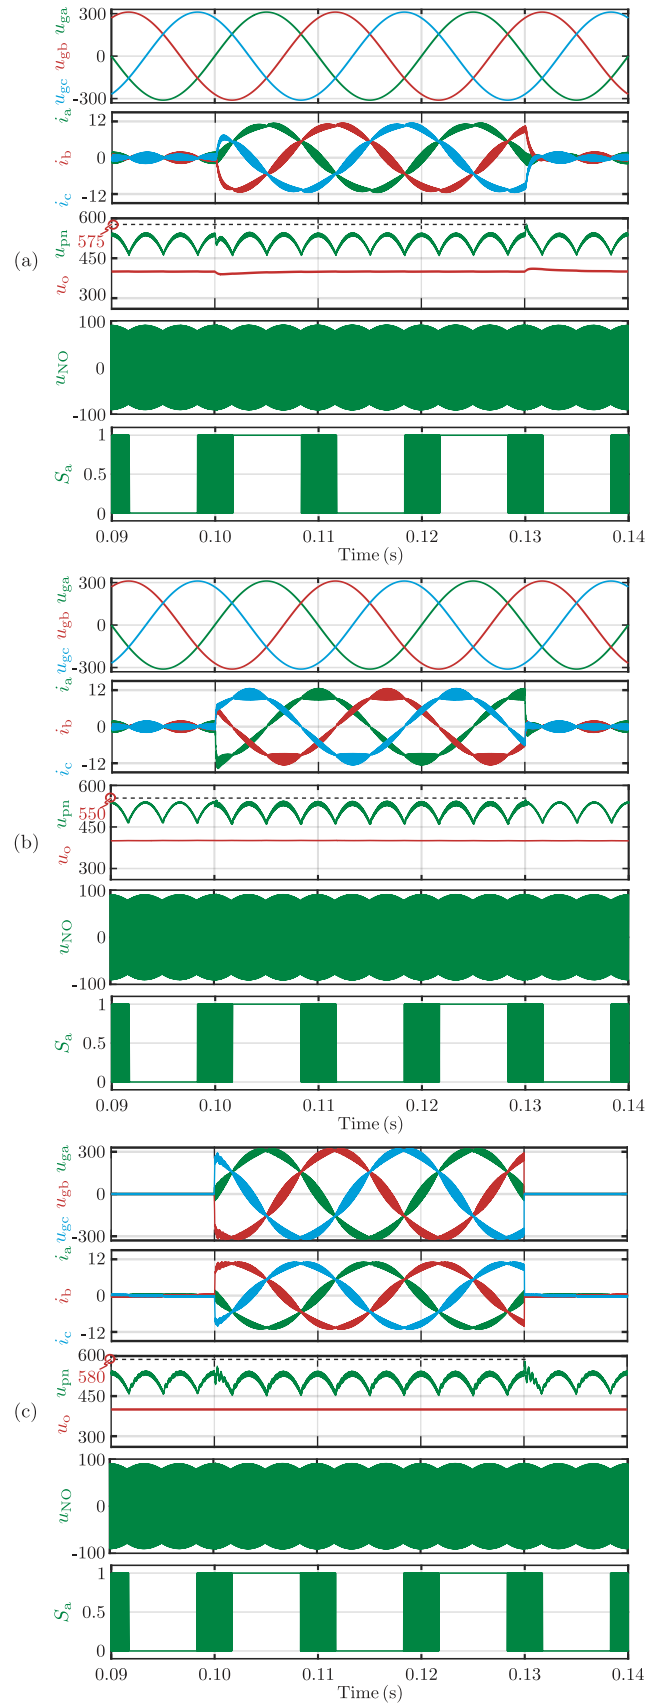 300
0
-300
u_ga
u_gb
u_gc
12
0
-12
i_a
i_b
i_c
600
575
450
300
u_pn
u_o
(a)
100
0
-100
u_NO
1
0.5
0
S_a
0.09 0.10 0.11 0.12 0.13 0.14
Time (s)
300
0
-300
u_ga
u_gb
u_gc
12
0
-12
i_a
i_b
i_c
600
550
450
300
u_pn
u_o
(b)
100
0
-100
u_NO
1
0.5
0
S_a
0.09 0.10 0.11 0.12 0.13 0.14
Time (s)
300
0
-300
u_ga
u_gb
u_gc
12
0
-12
i_a
i_b
i_c
600
580
450
300
u_pn
u_o
(c)
100
0
-100
u_NO
1
0.5
0
S_a
0.09 0.10 0.11 0.12 0.13 0.14
Time (s)